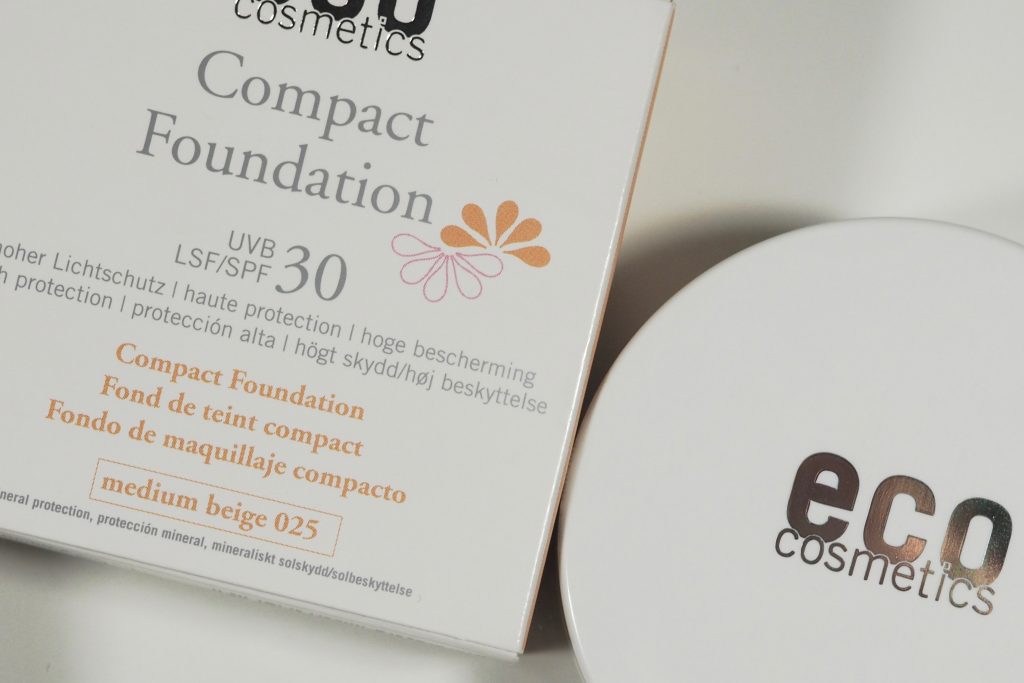 cosmetics
Compact
Foundation
UVB
LSF/SPF 30
hoher Lichtschutz | haute protection | hoge bescherming
protection | protección alta | högt skydd/høj beskyttelse
Compact Foundation
Fond de teint compact
Fondo de maquillaje compacto
medium beige 025
protection, protección mineral, mineraliskt solskydd/solbeskyttelse
eco
cosmetics